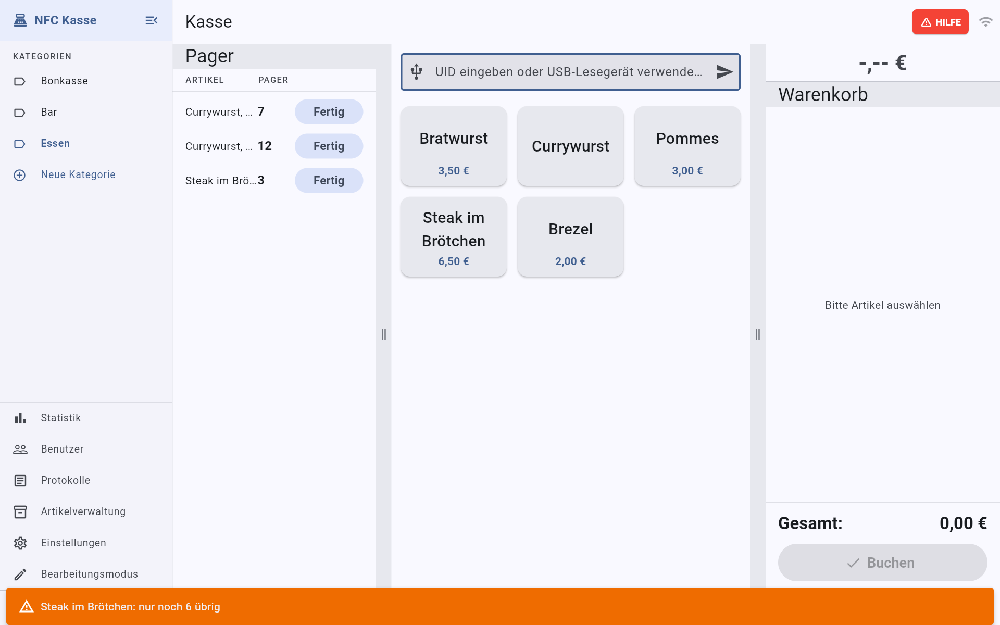 NFC Kasse
KATEGORIEN
Bonkasse
Bar
Essen
Neue Kategorie
Statistik
Benutzer
Protokolle
Artikelverwaltung
Einstellungen
Bearbeitungsmodus
Kasse
HILFE
Pager
ARTIKEL PAGER
Currywurst, ... 7 Fertig
Currywurst, ... 12 Fertig
Steak im Brö... 3 Fertig
UID eingeben oder USB-Lesegerät verwende...
Bratwurst
3,50 €
Currywurst
Pommes
3,00 €
Steak im
Brötchen
6,50 €
Brezel
2,00 €
-,-- €
Warenkorb
Bitte Artikel auswählen
Gesamt: 0,00 €
Buchen
Steak im Brötchen: nur noch 6 übrig